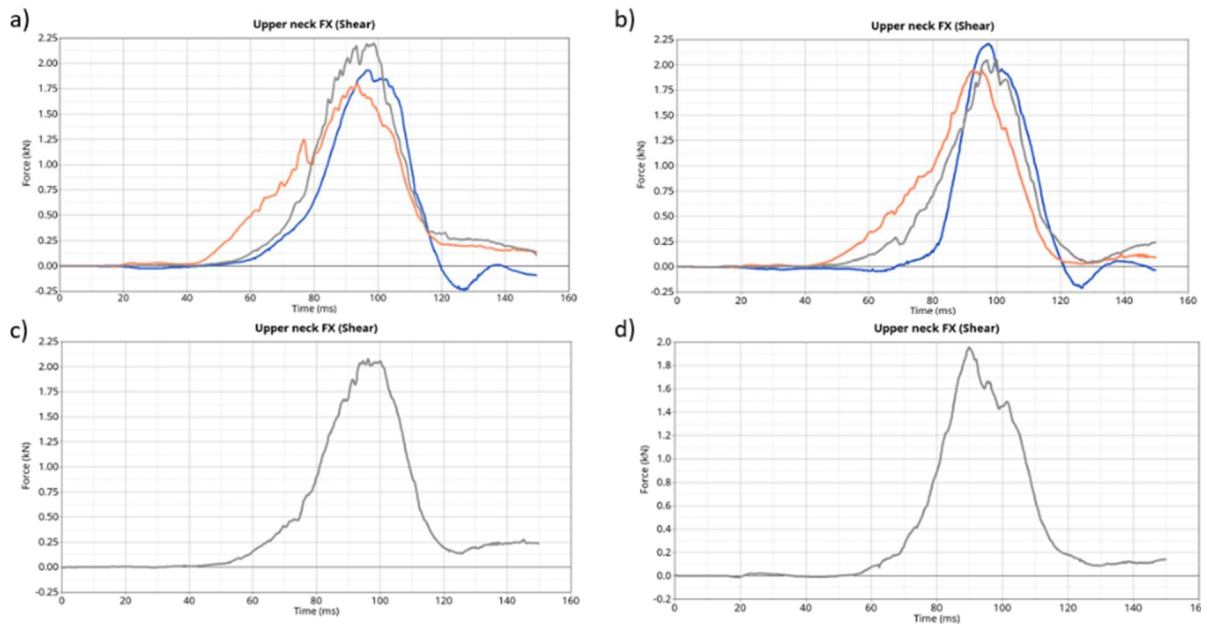 a)
Upper neck FX (Shear)
2.25
2.00
1.75
1.50
1.25
1.00
0.75
0.50
0.25
0.00
-0.25
Force (kN)
0 20 40 60 80 100 120 140 160
Time (ms)
b)
Upper neck FX (Shear)
2.25
2.00
1.75
1.50
1.25
1.00
0.75
0.50
0.25
0.00
-0.25
Force (kN)
0 20 40 60 80 100 120 140 160
Time (ms)
c)
Upper neck FX (Shear)
2.25
2.00
1.75
1.50
1.25
1.00
0.75
0.50
0.25
0.00
-0.25
Force (kN)
0 20 40 60 80 100 120 140 160
Time (ms)
d)
Upper neck FX (Shear)
2.0
1.8
1.6
1.4
1.2
1.0
0.8
0.6
0.4
0.2
0.0
-0.2
Force (kN)
0 20 40 60 80 100 120 140 16
Time (ms)